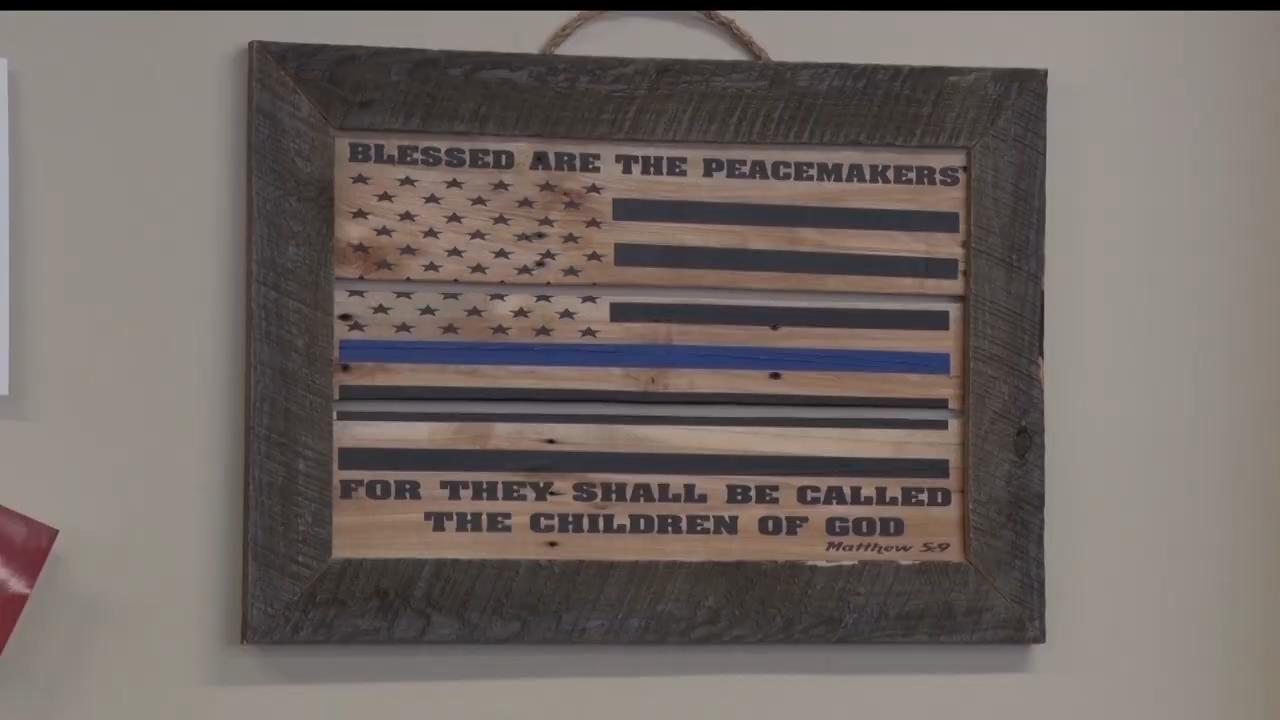 BLESSED ARE THE PEACEMAKERS
FOR THEY SHALL BE CALLED
THE CHILDREN OF GOD
Matthew 5:9